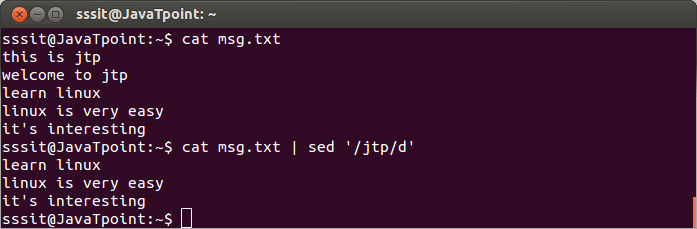 sssit@JavaTpoint: ~
sssit@JavaTpoint:~$ cat msg.txt
this is jtp
welcome to jtp
learn linux
linux is very easy
it's interesting
sssit@JavaTpoint:~$ cat msg.txt | sed '/jtp/d'
learn linux
linux is very easy
it's interesting
sssit@JavaTpoint:~$